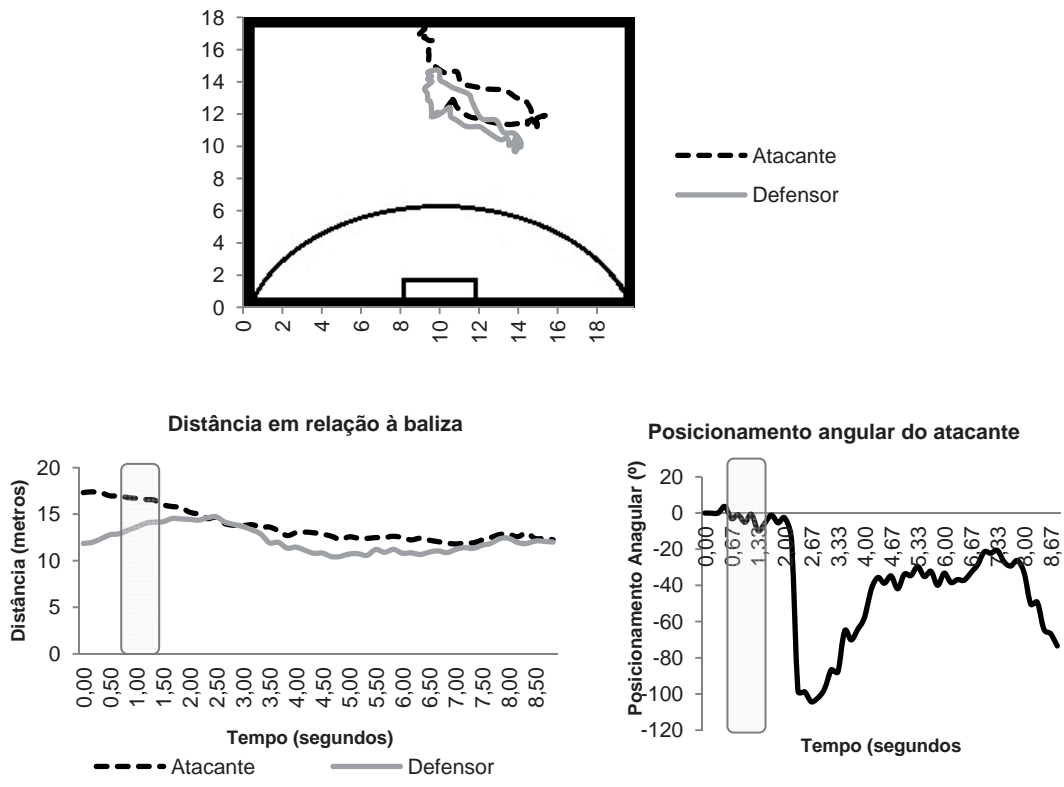 18
16
14
12
10
8
6
4
2
0
0 2 4 6 8 10 12 14 16 18
Atacante
Defensor
Distância em relação à baliza
Distância (metros)
20
15
10
5
0
0,00 0,50 1,00 1,50 2,00 2,50 3,00 3,50 4,00 4,50 5,00 5,50 6,00 6,50 7,00 7,50 8,00 8,50
Tempo (segundos)
Atacante Defensor
Posicionamento angular do atacante
Posicionamento Anagular (º)
20
0
-20
-40
-60
-80
-100
-120
0,00 0,67 1,33 2,00 2,67 3,33 4,00 4,67 5,33 6,00 6,67 7,33 8,00 8,67
Tempo (segundos